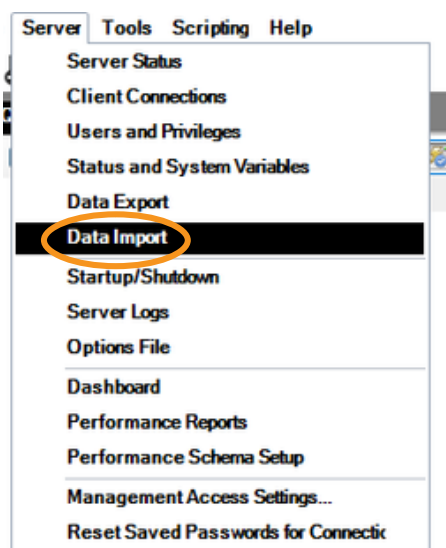 Server Tools Scripting Help
Server Status
Client Connections
Users and Privileges
Status and System Variables
Data Export
Data Import
Startup/Shutdown
Server Logs
Options File
Dashboard
Performance Reports
Performance Schema Setup
Management Access Settings...
Reset Saved Passwords for Connectic